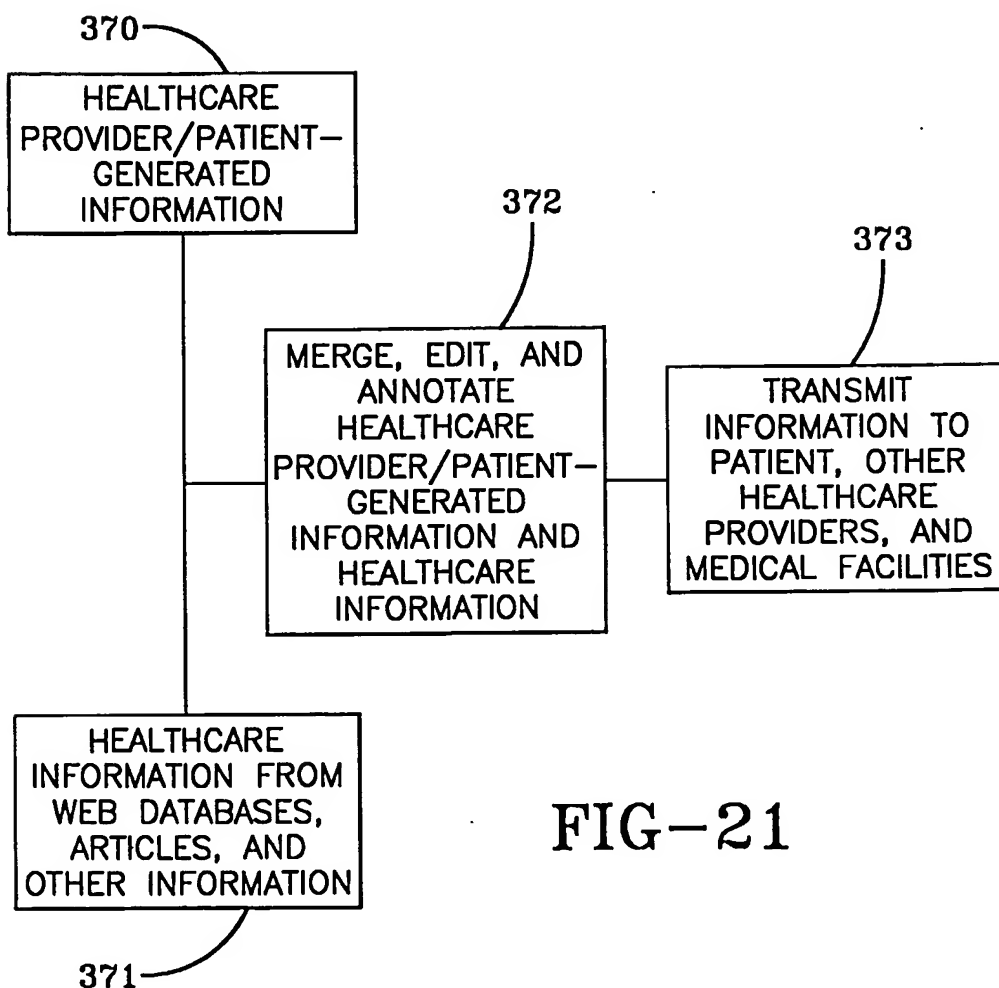 370
HEALTHCARE
PROVIDER/PATIENT-
GENERATED
INFORMATION
372
MERGE, EDIT, AND
ANNOTATE
HEALTHCARE
PROVIDER/PATIENT-
GENERATED
INFORMATION AND
HEALTHCARE
INFORMATION
373
TRANSMIT
INFORMATION TO
PATIENT, OTHER
HEALTHCARE
PROVIDERS, AND
MEDICAL FACILITIES
HEALTHCARE
INFORMATION FROM
WEB DATABASES,
ARTICLES, AND
OTHER INFORMATION
371
FIG-21